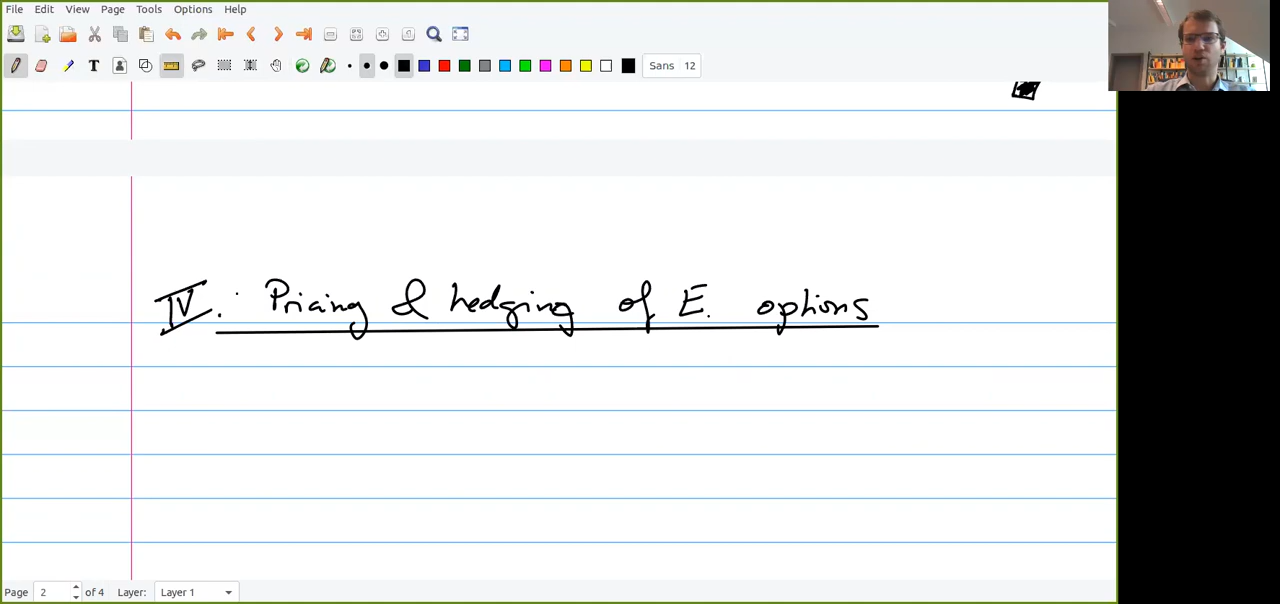 File Edit View Page Tools Options Help
Sans 12
IV. Pricing & hedging of E. options
Page 2 of 4 Layer: Layer 1